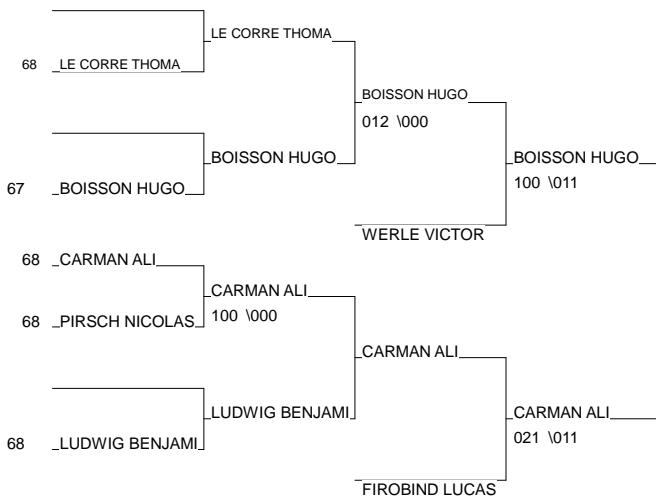 LE CORRE THOMA
68 LE CORRE THOMA
BOISSON HUGO
012 \000
BOISSON HUGO
BOISSON HUGO
100 \011
67 BOISSON HUGO
WERLE VICTOR
68 CARMAN ALI
CARMAN ALI
100 \000
68 PIRSCH NICOLAS
CARMAN ALI
LUDWIG BENJAMI
CARMAN ALI
021 \011
68 LUDWIG BENJAMI
FIROBIND LUCAS